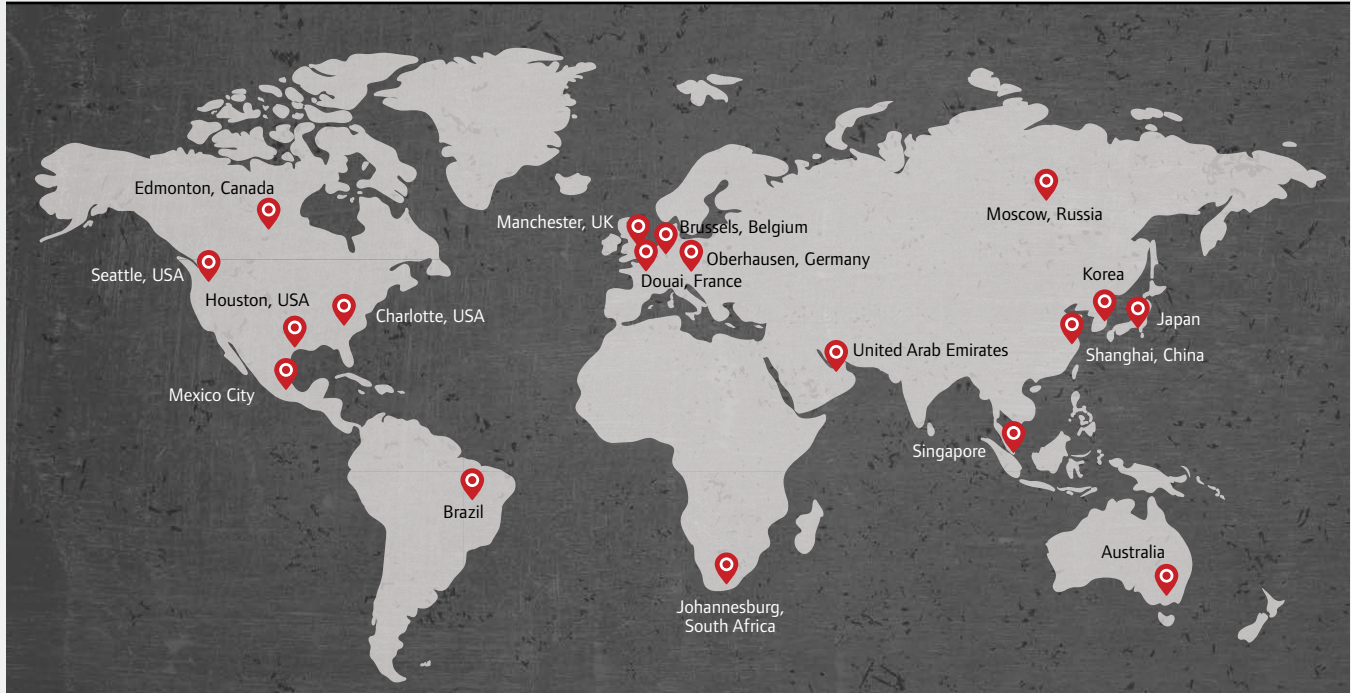 Edmonton, Canada
Seattle, USA
Houston, USA
Charlotte, USA
Mexico City
Brazil
Manchester, UK
Brussels, Belgium
Oberhausen, Germany
Douai, France
Moscow, Russia
Korea
Japan
Shanghai, China
United Arab Emirates
Singapore
Australia
Johannesburg,
South Africa